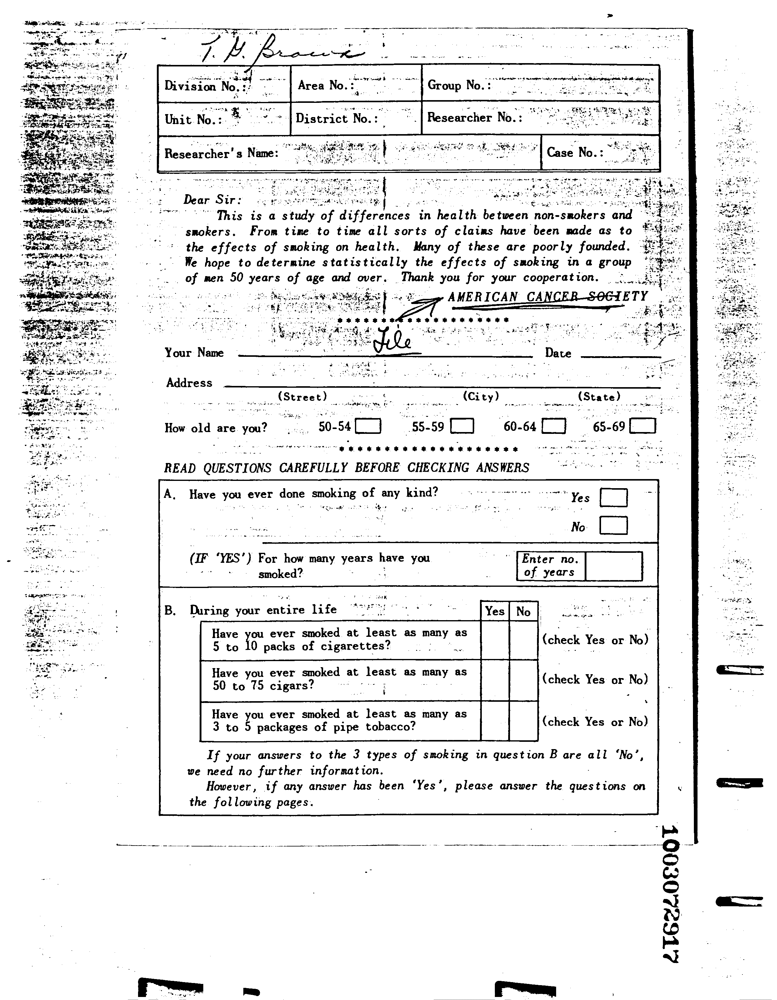 T. G. Brown
Division No.: Area No.: Group No.:
Unit No.: District No.: Researcher No.:
Researcher's Name: Case No.:
Dear Sir:
This is a study of differences in health between non-smokers and
smokers. From time to time all sorts of claims have been made as to
the effects of smoking on health. Many of these are poorly founded.
We hope to determine statistically the effects of smoking in a group
of men 50 years of age and over. Thank you for your cooperation.
AMERICAN CANCER SOCIETY
File
Your Name Date
Address
(Street) (City) (State)
How old are you? 50-54 55-59 60-64 65-69
READ QUESTIONS CAREFULLY BEFORE CHECKING ANSWERS
A. Have you ever done smoking of any kind? Yes
No
(IF 'YES') For how many years have you Enter no.
smoked? of years
B. During your entire life Yes No
Have you ever smoked at least as many as
5 to 10 packs of cigarettes? (check Yes or No)
Have you ever smoked at least as many as
50 to 75 cigars? (check Yes or No)
Have you ever smoked at least as many as
3 to 5 packages of pipe tobacco? (check Yes or No)
If your answers to the 3 types of smoking in question B are all 'No',
we need no further information.
However, if any answer has been 'Yes', please answer the questions on
the following pages.
1003072917